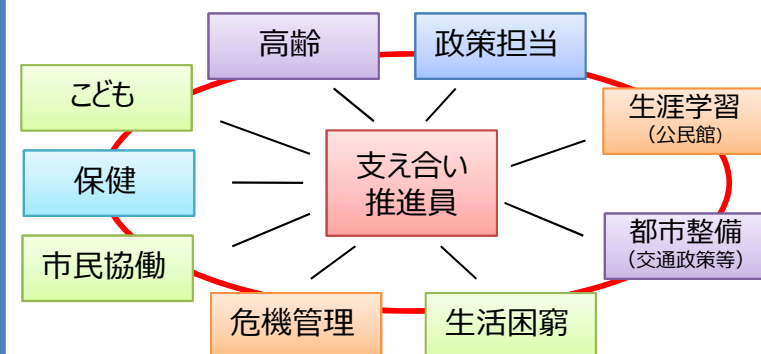 高齢
政策担当
こども
生涯学習
（公民館）
保健
支え合い
推進員
市民協働
都市整備
（交通政策等）
危機管理
生活困窮